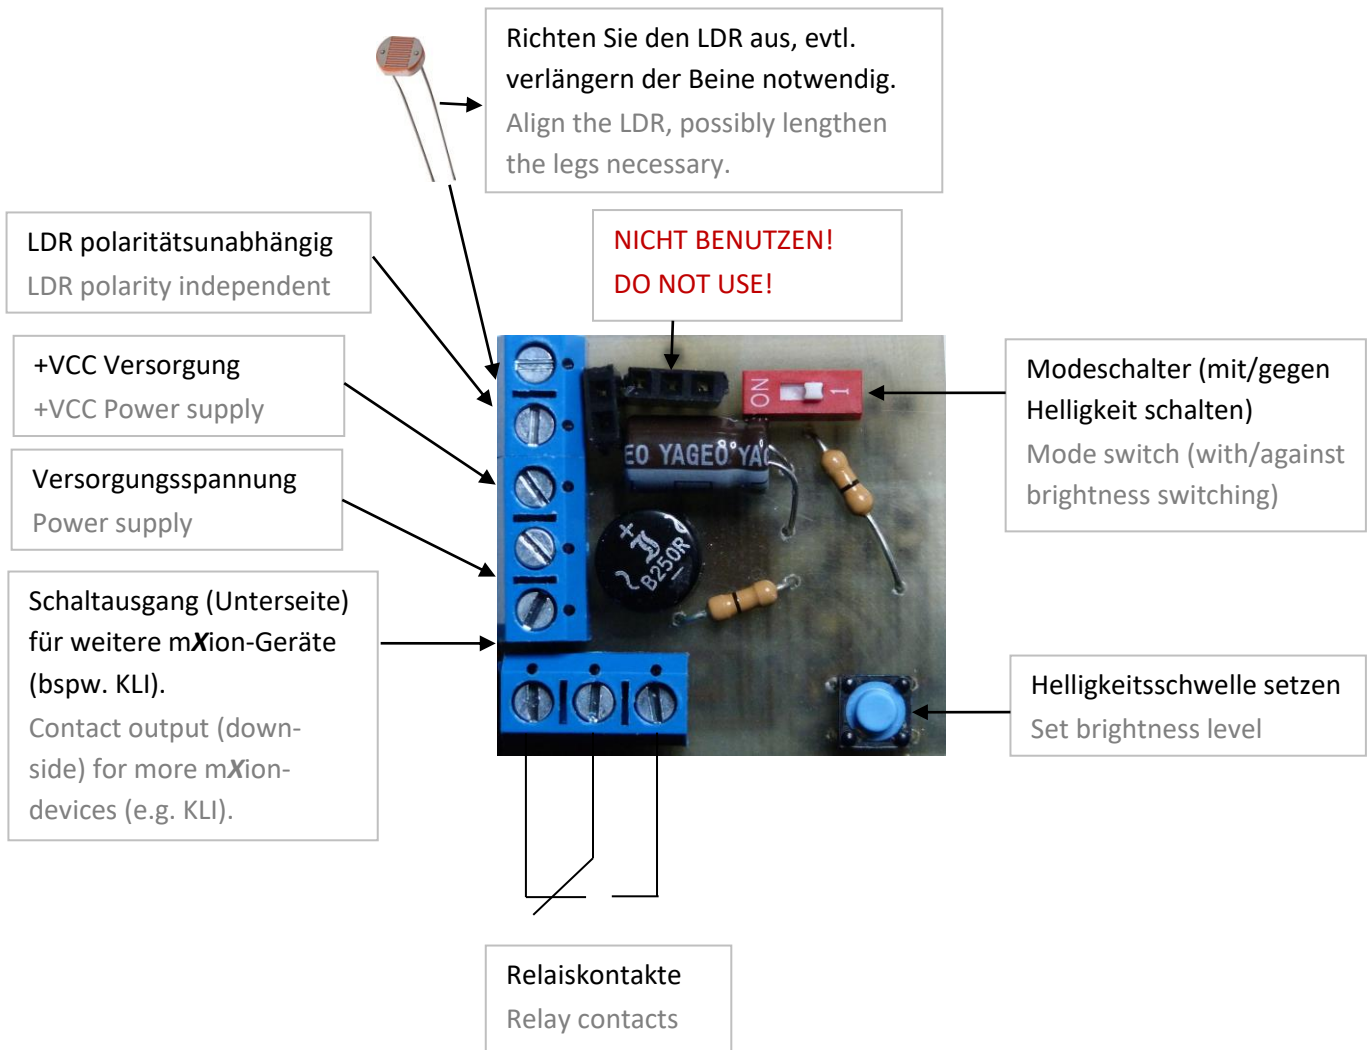 Richten Sie den LDR aus, evtl.
verlängern der Beine notwendig.
Align the LDR, possibly lengthen
the legs necessary.
LDR polaritätsunabhängig
LDR polarity independent
NICHT BENUTZEN!
DO NOT USE!
+VCC Versorgung
+VCC Power supply
Modeschalter (mit/gegen
Helligkeit schalten)
Mode switch (with/against
brightness switching)
Versorgungsspannung
Power supply
Schaltausgang (Unterseite)
für weitere mXion-Geräte
(bspw. KLI).
Contact output (down-
side) for more mXion-
devices (e.g. KLI).
ON 1
EO YAGEO YAG
+
B250R
Helligkeitsschwelle setzen
Set brightness level
Relaiskontakte
Relay contacts